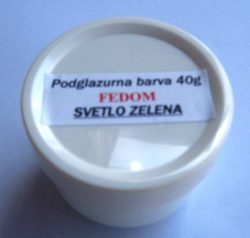 Podglazurna barva 40g
FEDOM
SVETLO ZELENA